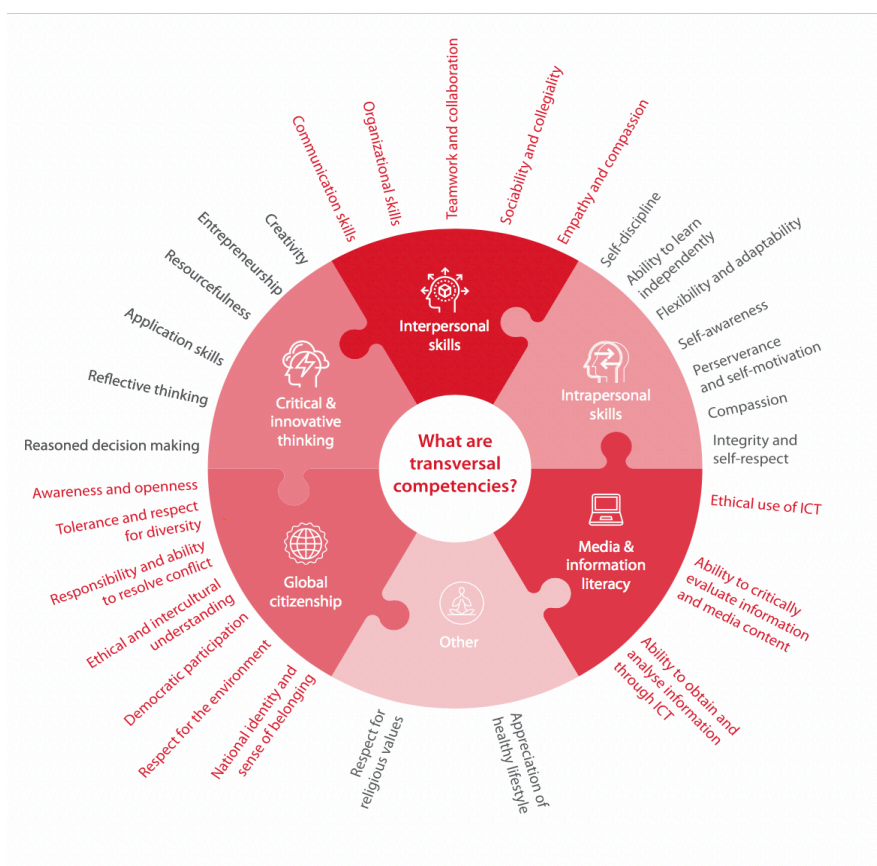 What are
transversal
competencies?
Interpersonal
skills
Communication skills
Organizational skills
Teamwork and collaboration
Sociability and collegiality
Empathy and compassion
Intrapersonal
skills
Self-discipline
Ability to learn
independently
Flexibility and adaptability
Self-awareness
Perserverance
and self-motivation
Compassion
Integrity and
self-respect
Media &
information
literacy
Ethical use of ICT
Ability to critically
evaluate information
and media content
Ability to obtain and
analyse information
through ICT
Other
Appreciation of
healthy lifestyle
Respect for
religious values
Global
citizenship
National identity and
sense of belonging
Respect for the environment
Democratic participation
Ethical and intercultural
understanding
Responsibility and ability
to resolve conflict
Tolerance and respect
for diversity
Awareness and openness
Critical &
innovative
thinking
Reasoned decision making
Reflective thinking
Application skills
Resourcefulness
Entrepreneurship
Creativity